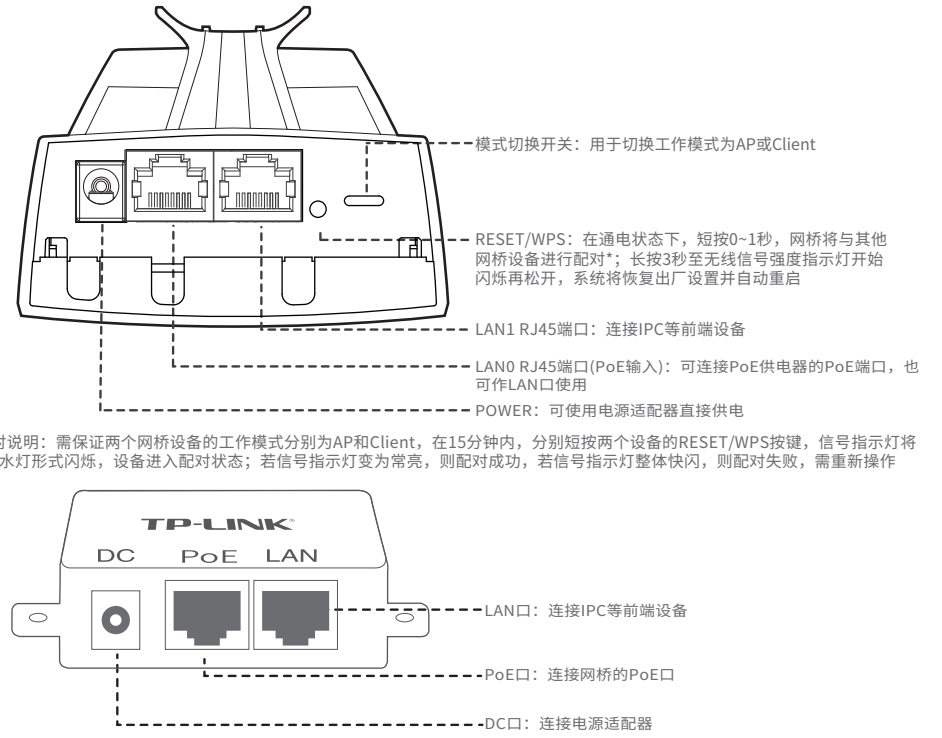 模式切换开关：用于切换工作模式为AP或Client
RESET/WPS：在通电状态下，短按0~1秒，网桥将与其他
网桥设备进行配对*；长按3秒至无线信号强度指示灯开始
闪烁再松开，系统将恢复出厂设置并自动重启
LAN1 RJ45端口：连接IPC等前端设备
LAN0 RJ45端口(PoE输入)：可连接PoE供电器的PoE端口，也
可作LAN口使用
POWER：可使用电源适配器直接供电
说明：需保证两个网桥设备的工作模式分别为AP和Client，在15分钟内，分别短按两个设备的RESET/WPS按键，信号指示灯将
水灯形式闪烁，设备进入配对状态；若信号指示灯变为常亮，则配对成功，若信号指示灯整体快闪，则配对失败，需重新操作
TP-LINK®
DC PoE LAN
LAN口：连接IPC等前端设备
PoE口：连接网桥的PoE口
DC口：连接电源适配器